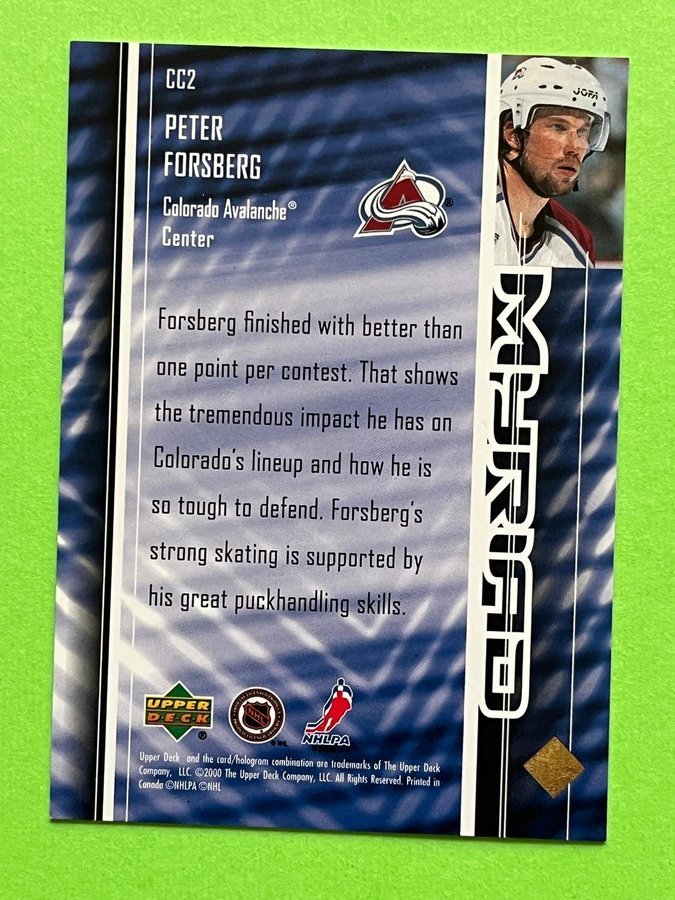 CC2
PETER
FORSBERG
Colorado Avalanche®
Center
JOFA
®
MYRIAD
Forsberg finished with better than
one point per contest. That shows
the tremendous impact he has on
Colorado's lineup and how he is
so tough to defend. Forsberg's
strong skating is supported by
his great puckhandling skills.
UPPER
DECK
®
NHL
NHLPA
Upper Deck and the card/hologram combination are trademarks of The Upper Deck
Company, LLC. ©2000 The Upper Deck Company, LLC. All Rights Reserved. Printed in
Canada ©NHLPA ©NHL